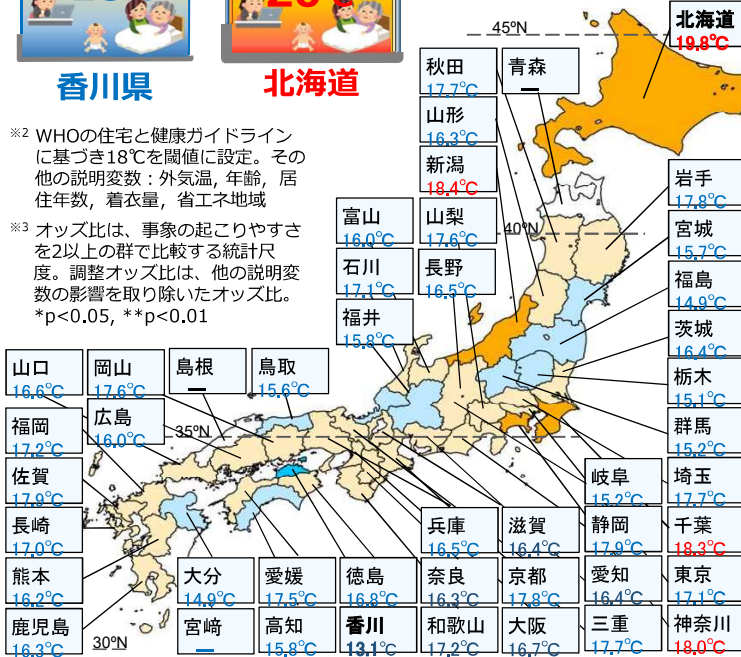 香川県
北海道
※2 WHOの住宅と健康ガイドライン
に基づき18℃を閾値に設定。その
他の説明変数：外気温, 年齢, 居
住年数, 着衣量, 省エネ地域
※3 オッズ比は、事象の起こりやすさ
を2以上の群で比較する統計尺
度。調整オッズ比は、他の説明変
数の影響を取り除いたオッズ比。
*p<0.05, **p<0.01
45ºN
北海道
19.8℃
秋田
17.7℃
青森
—
山形
16.3℃
新潟
18.4℃
岩手
17.8℃
富山
16.0℃
山梨
17.6℃
40ºN
宮城
15.7℃
石川
17.1℃
長野
16.5℃
福島
14.9℃
福井
15.8℃
茨城
16.4℃
山口
16.6℃
岡山
17.6℃
島根
—
鳥取
15.6℃
栃木
15.1℃
福岡
17.2℃
広島
16.0℃
35ºN
群馬
15.2℃
佐賀
17.9℃
岐阜
15.2℃
埼玉
17.7℃
長崎
17.0℃
兵庫
16.5℃
滋賀
16.4℃
静岡
17.9℃
千葉
18.3℃
熊本
16.2℃
大分
14.9℃
愛媛
17.5℃
徳島
16.8℃
奈良
16.3℃
京都
17.8℃
愛知
16.4℃
東京
17.1℃
鹿児島
16.3℃
30ºN
宮崎
—
高知
15.8℃
香川
13.1℃
和歌山
17.2℃
大阪
16.7℃
三重
17.7℃
神奈川
18.0℃